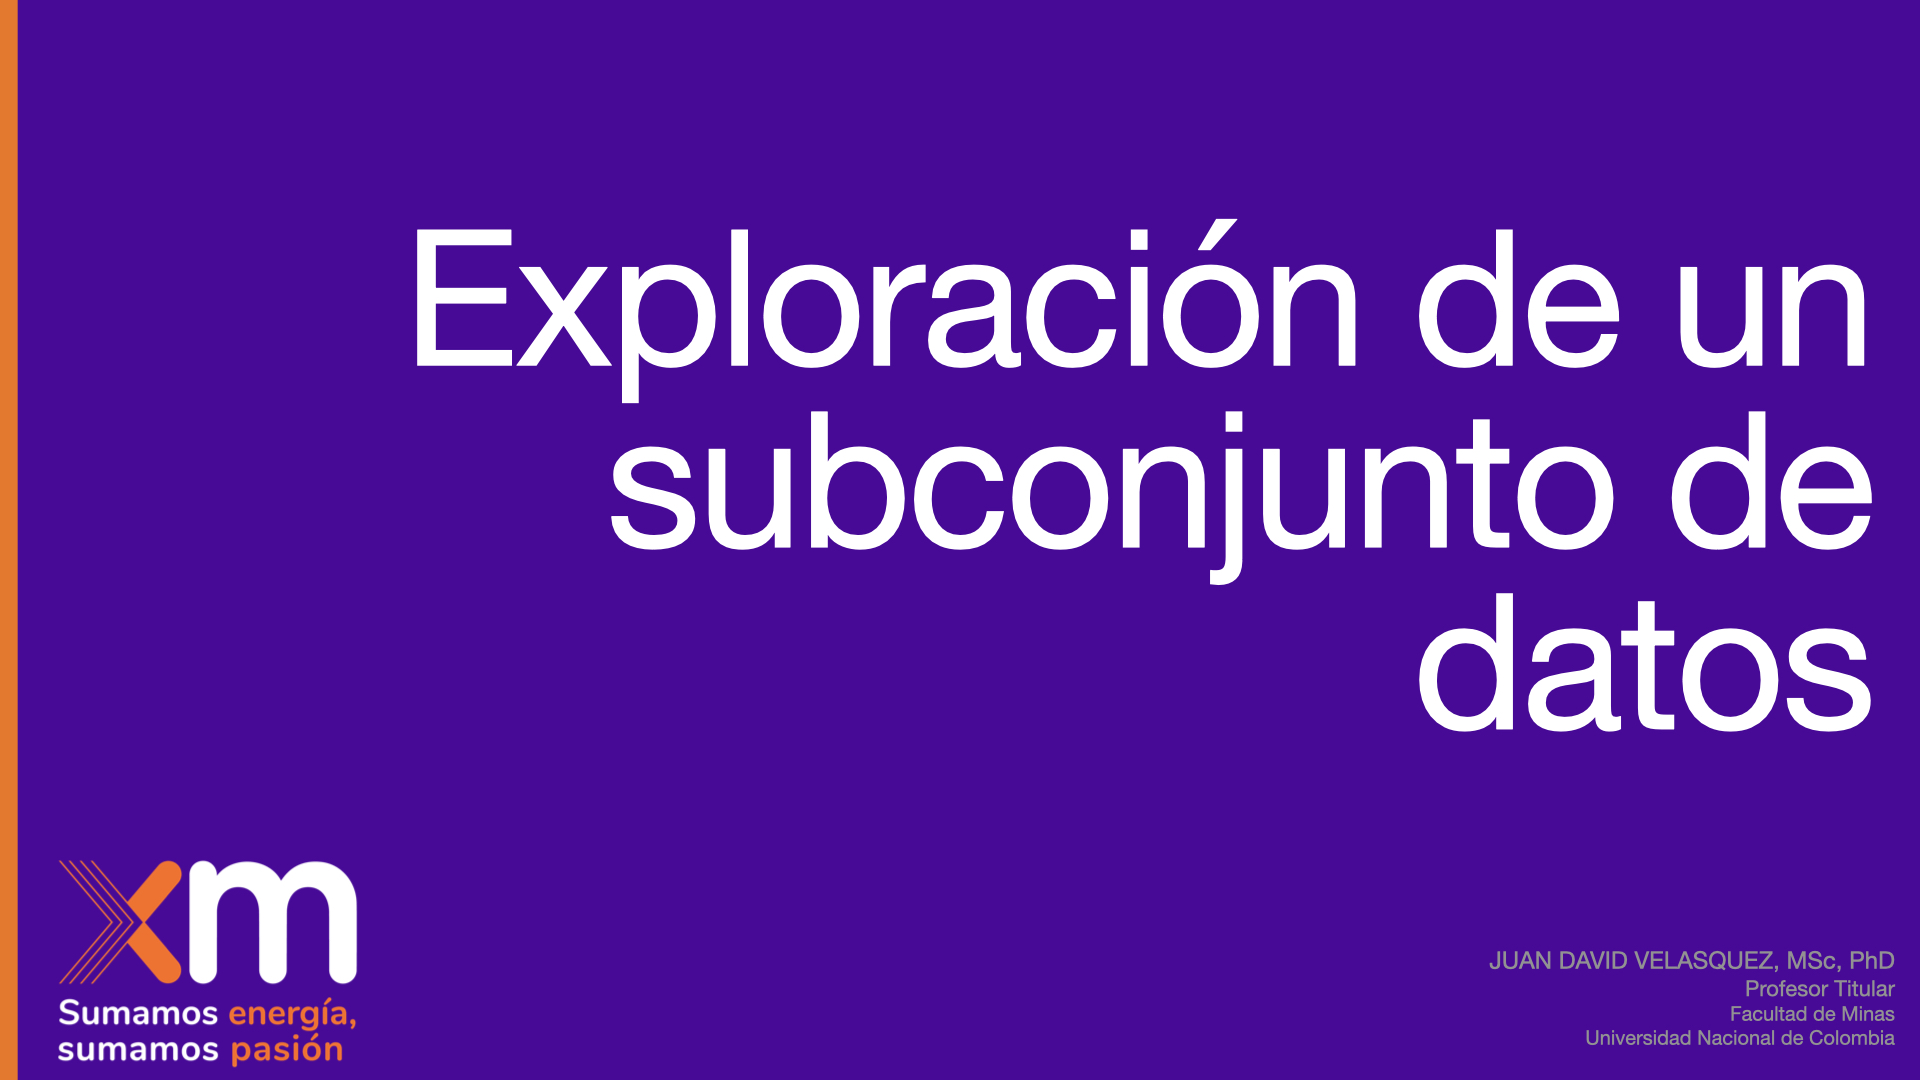 Exploración de un
subconjunto de
datos
xm
Sumamos energía,
sumamos pasión
JUAN DAVID VELASQUEZ, MSc, PhD
Profesor Titular
Facultad de Minas
Universidad Nacional de Colombia